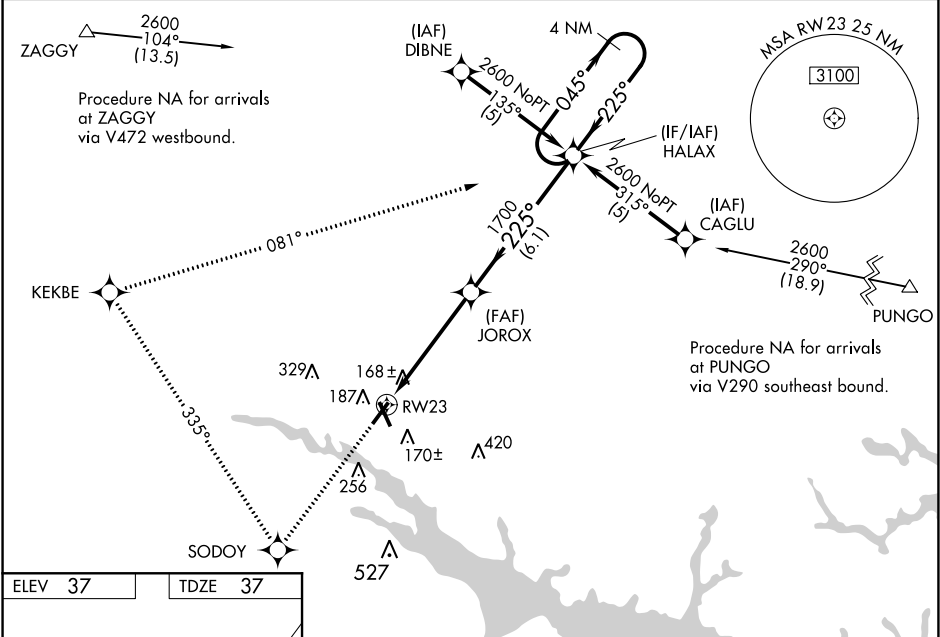 ZAGGY
2600
104°
(13.5)
Procedure NA for arrivals
at ZAGGY
via V472 westbound.
(IAF)
DIBNE
2600 NoPT
135°
(5)
4 NM
045°
225°
(IF/IAF)
HALAX
MSA RW23 25 NM
3100
2600 NoPT
315°
(5)
(IAF)
CAGLU
2600
290°
(18.9)
PUNGO
Procedure NA for arrivals
at PUNGO
via V290 southeast bound.
1700
225°
(6.1)
081°
KEKBE
(FAF)
JOROX
329
168±
187
RW23
170±
420
256
335°
SODOY
527
ELEV 37
TDZE 37